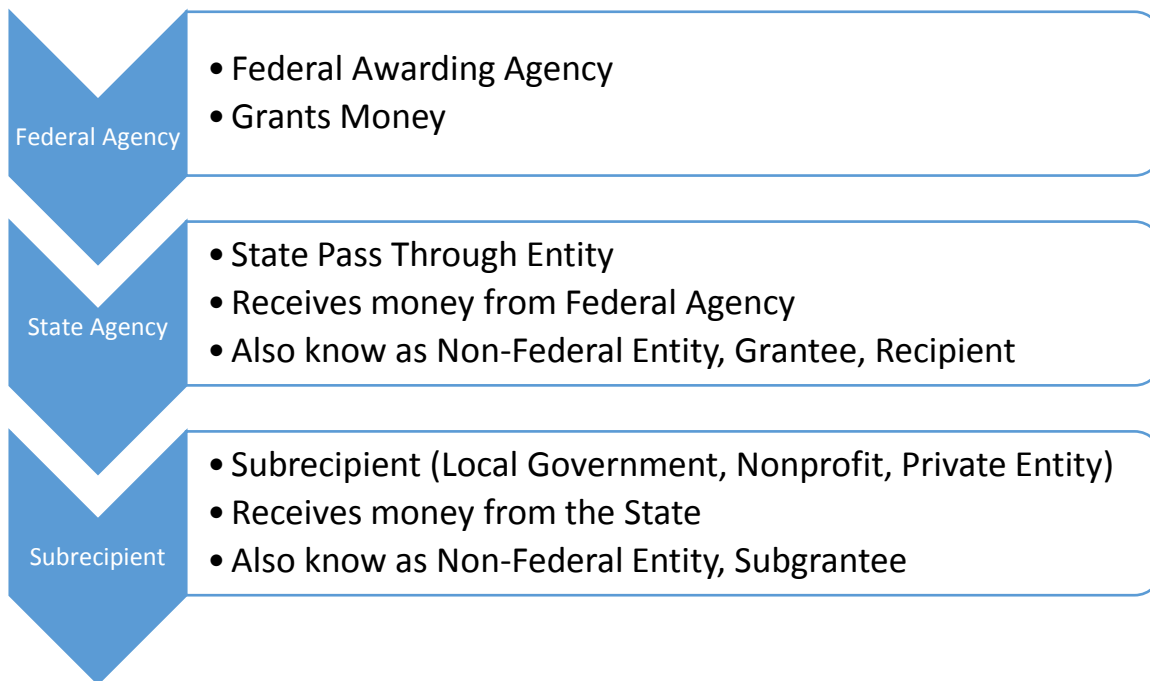 Federal Agency
• Federal Awarding Agency
• Grants Money
State Agency
• State Pass Through Entity
• Receives money from Federal Agency
• Also know as Non-Federal Entity, Grantee, Recipient
Subrecipient
• Subrecipient (Local Government, Nonprofit, Private Entity)
• Receives money from the State
• Also known as Non-Federal Entity, Subgrantee